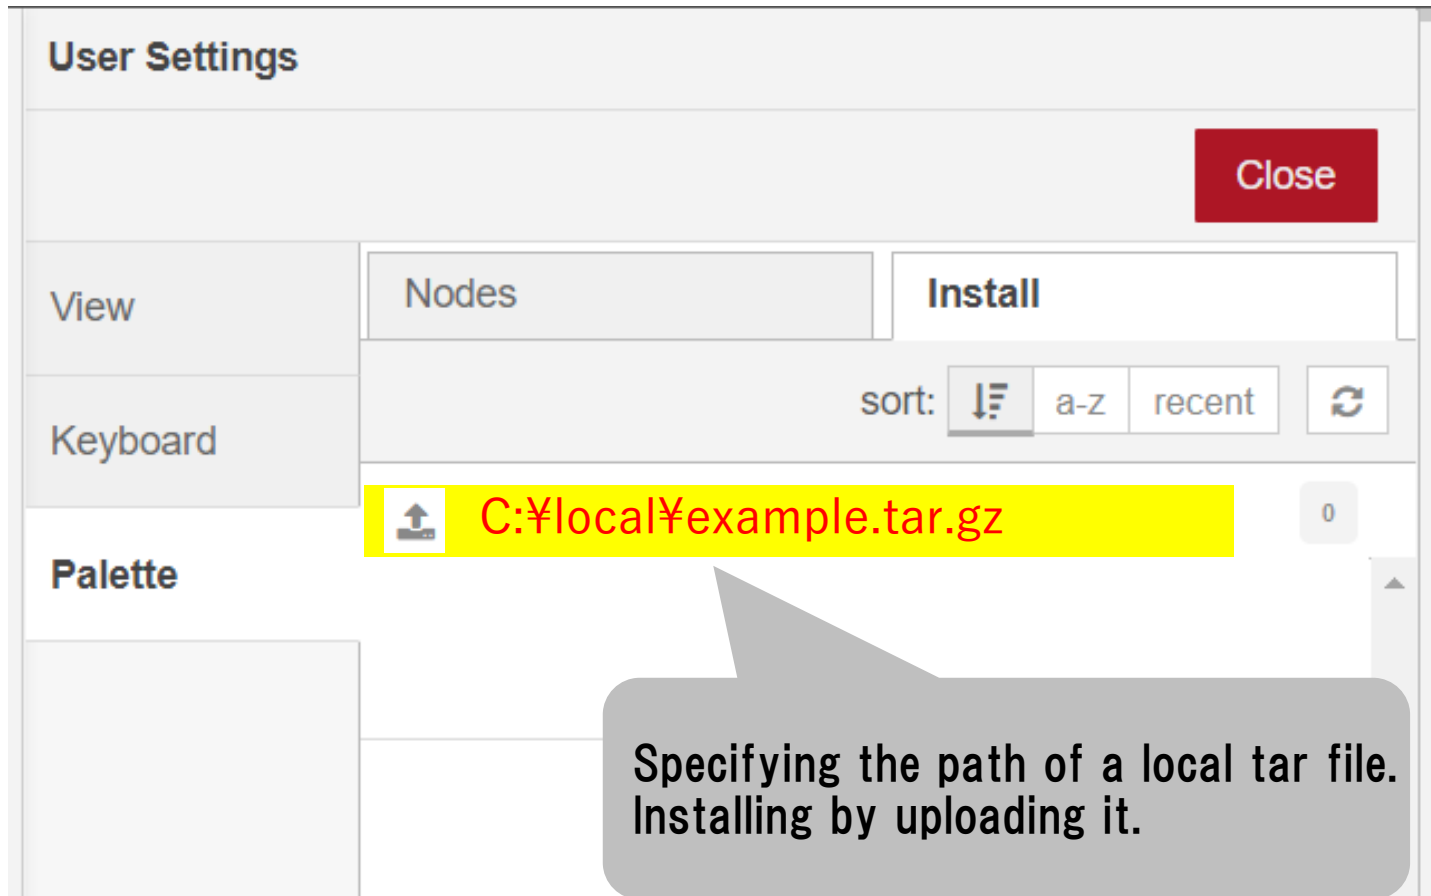 User Settings
Close
View
Nodes
Install
sort:
a-z
recent
Keyboard
C:¥local¥example.tar.gz
0
Palette
Specifying the path of a local tar file.
Installing by uploading it.